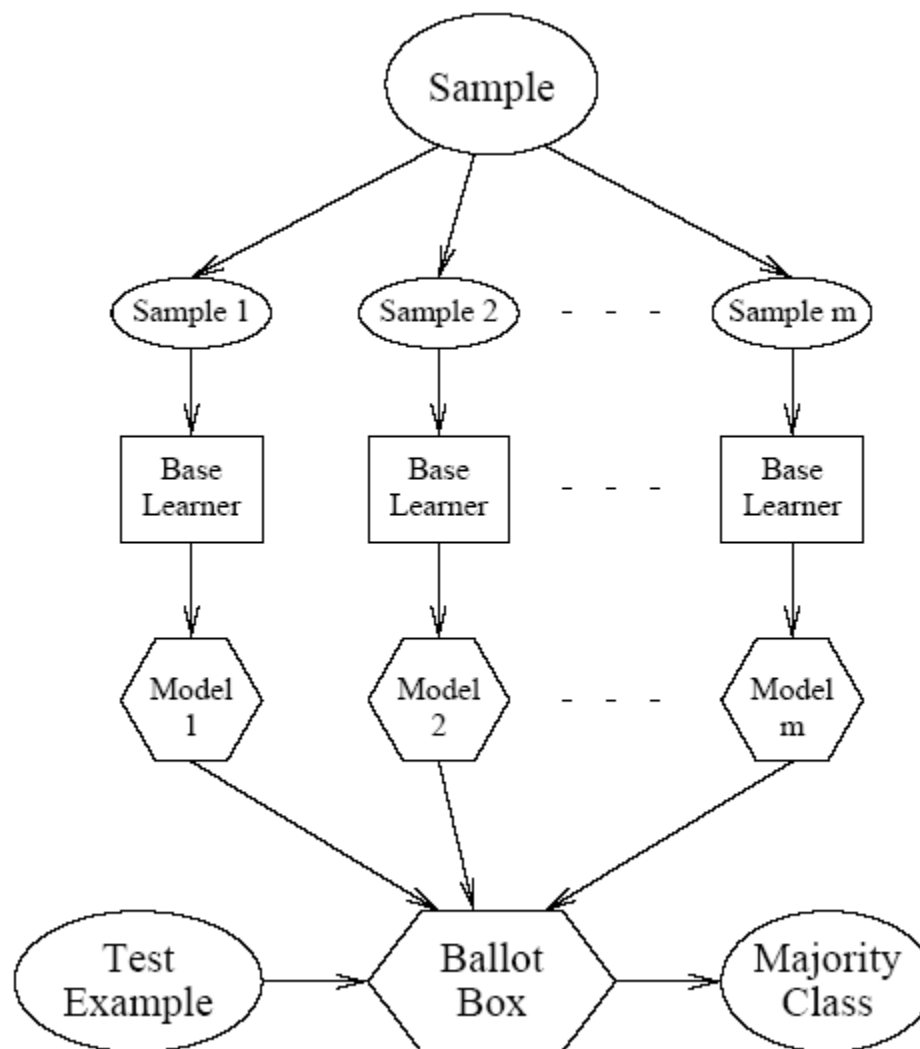 Sample
Sample 1
Sample 2
- - -
Sample m
Base
Learner
Base
Learner
- - -
Base
Learner
Model
1
Model
2
- - -
Model
m
Test
Example
Ballot
Box
Majority
Class